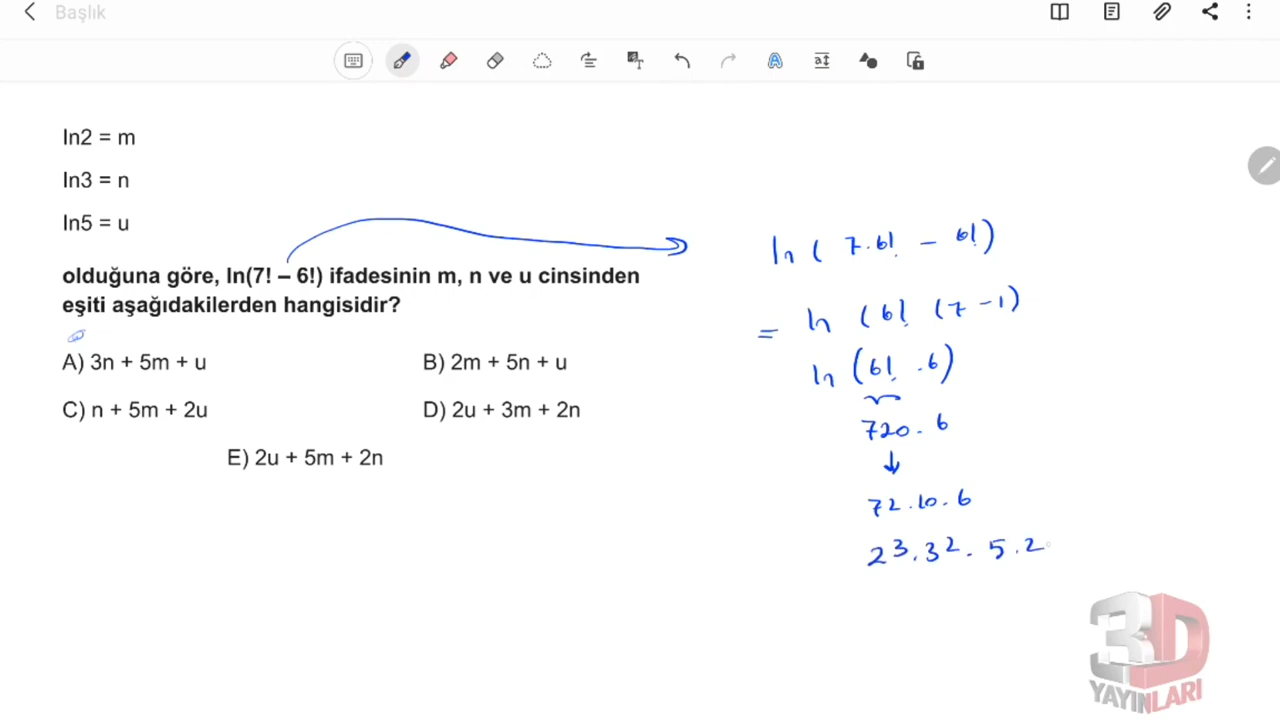 Başlık
ln2 = m
ln3 = n
ln5 = u
olduğuna göre, ln(7! – 6!) ifadesinin m, n ve u cinsinden
eşiti aşağıdakilerden hangisidir?
A) 3n + 5m + u
B) 2m + 5n + u
C) n + 5m + 2u
D) 2u + 3m + 2n
E) 2u + 5m + 2n
ln ( 7.6! – 6!)
= ln (6! (7 –1)
ln (6! .6)
720. 6
↓
72.10.6
2³.3². 5.2
3D
YAYINLARI